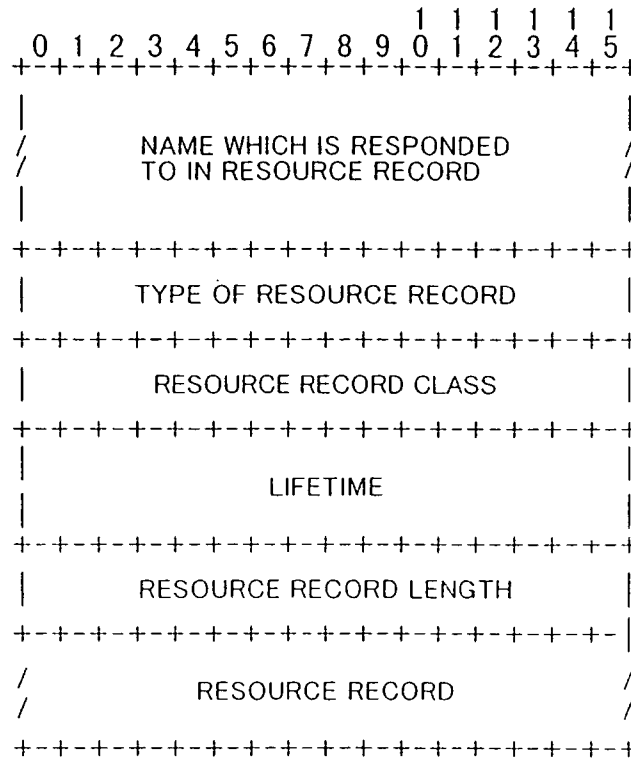 1 1 1 1 1 1
0 1 2 3 4 5 6 7 8 9 0 1 2 3 4 5
+-+-+-+-+-+-+-+-+-+-+-+-+-+-+-+-+
|                               |
/ NAME WHICH IS RESPONDED /
/ TO IN RESOURCE RECORD /
|                               |
+-+-+-+-+-+-+-+-+-+-+-+-+-+-+-+-+
| TYPE OF RESOURCE RECORD |
+-+-+-+-+-+-+-+-+-+-+-+-+-+-+-+-+
| RESOURCE RECORD CLASS |
+-+-+-+-+-+-+-+-+-+-+-+-+-+-+-+-+
| LIFETIME |
+-+-+-+-+-+-+-+-+-+-+-+-+-+-+-+-+
| RESOURCE RECORD LENGTH |
+-+-+-+-+-+-+-+-+-+-+-+-+-+-+-+-|
/ RESOURCE RECORD /
/                               /
+-+-+-+-+-+-+-+-+-+-+-+-+-+-+-+-+